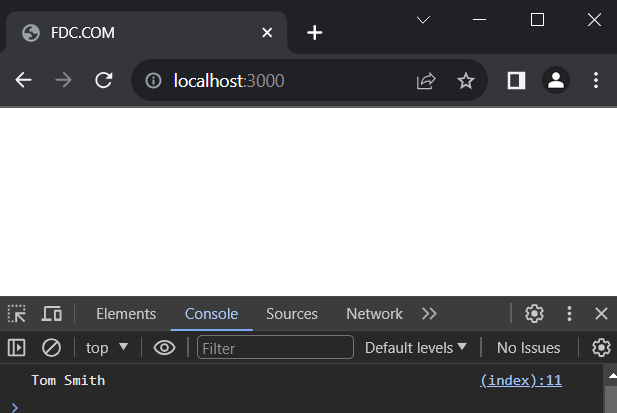 FDC.COM
localhost:3000
Elements Console Sources Network
top Filter Default levels No Issues
Tom Smith (index):11